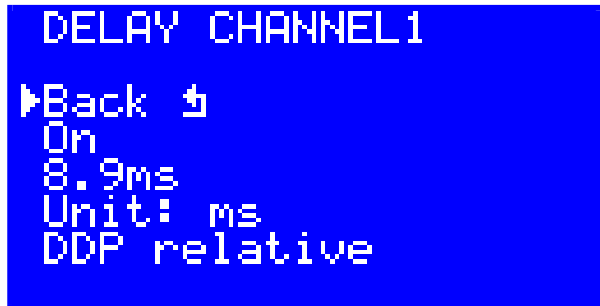 DELAY CHANNEL1
Back
On
8.9ms
Unit: ms
DDP relative